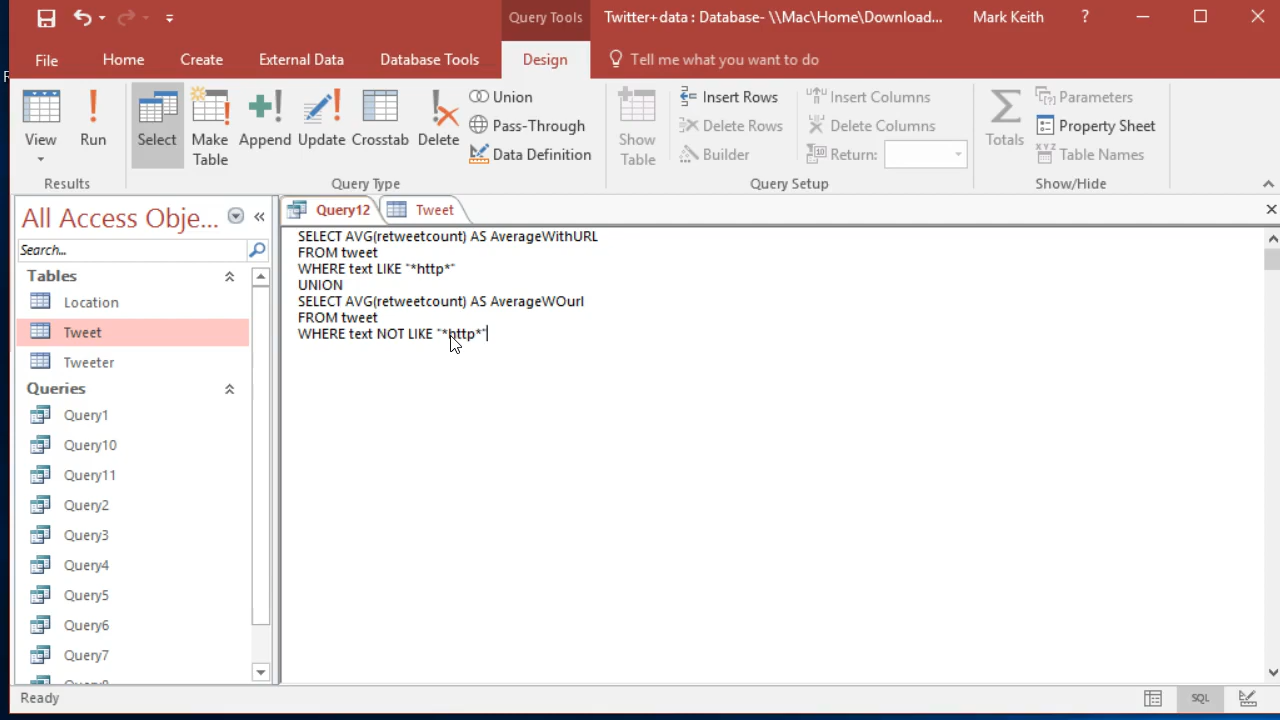 Query Tools
Twitter+data : Database- \\Mac\Home\Download...
Mark Keith
?
File
Home
Create
External Data
Database Tools
Design
Tell me what you want to do
View
Run
Select
Make Table
Append
Update
Crosstab
Delete
Union
Pass-Through
Data Definition
Show Table
Insert Rows
Delete Rows
Builder
Insert Columns
Delete Columns
Return:
Totals
Parameters
Property Sheet
Table Names
Results
Query Type
Query Setup
Show/Hide
All Access Obje...
Search...
Tables
Location
Tweet
Tweeter
Queries
Query1
Query10
Query11
Query2
Query3
Query4
Query5
Query6
Query7
Query12
Tweet
SELECT AVG(retweetcount) AS AverageWithURL
FROM tweet
WHERE text LIKE "*http*"
UNION
SELECT AVG(retweetcount) AS AverageWOurl
FROM tweet
WHERE text NOT LIKE "*http*"
Ready
SQL